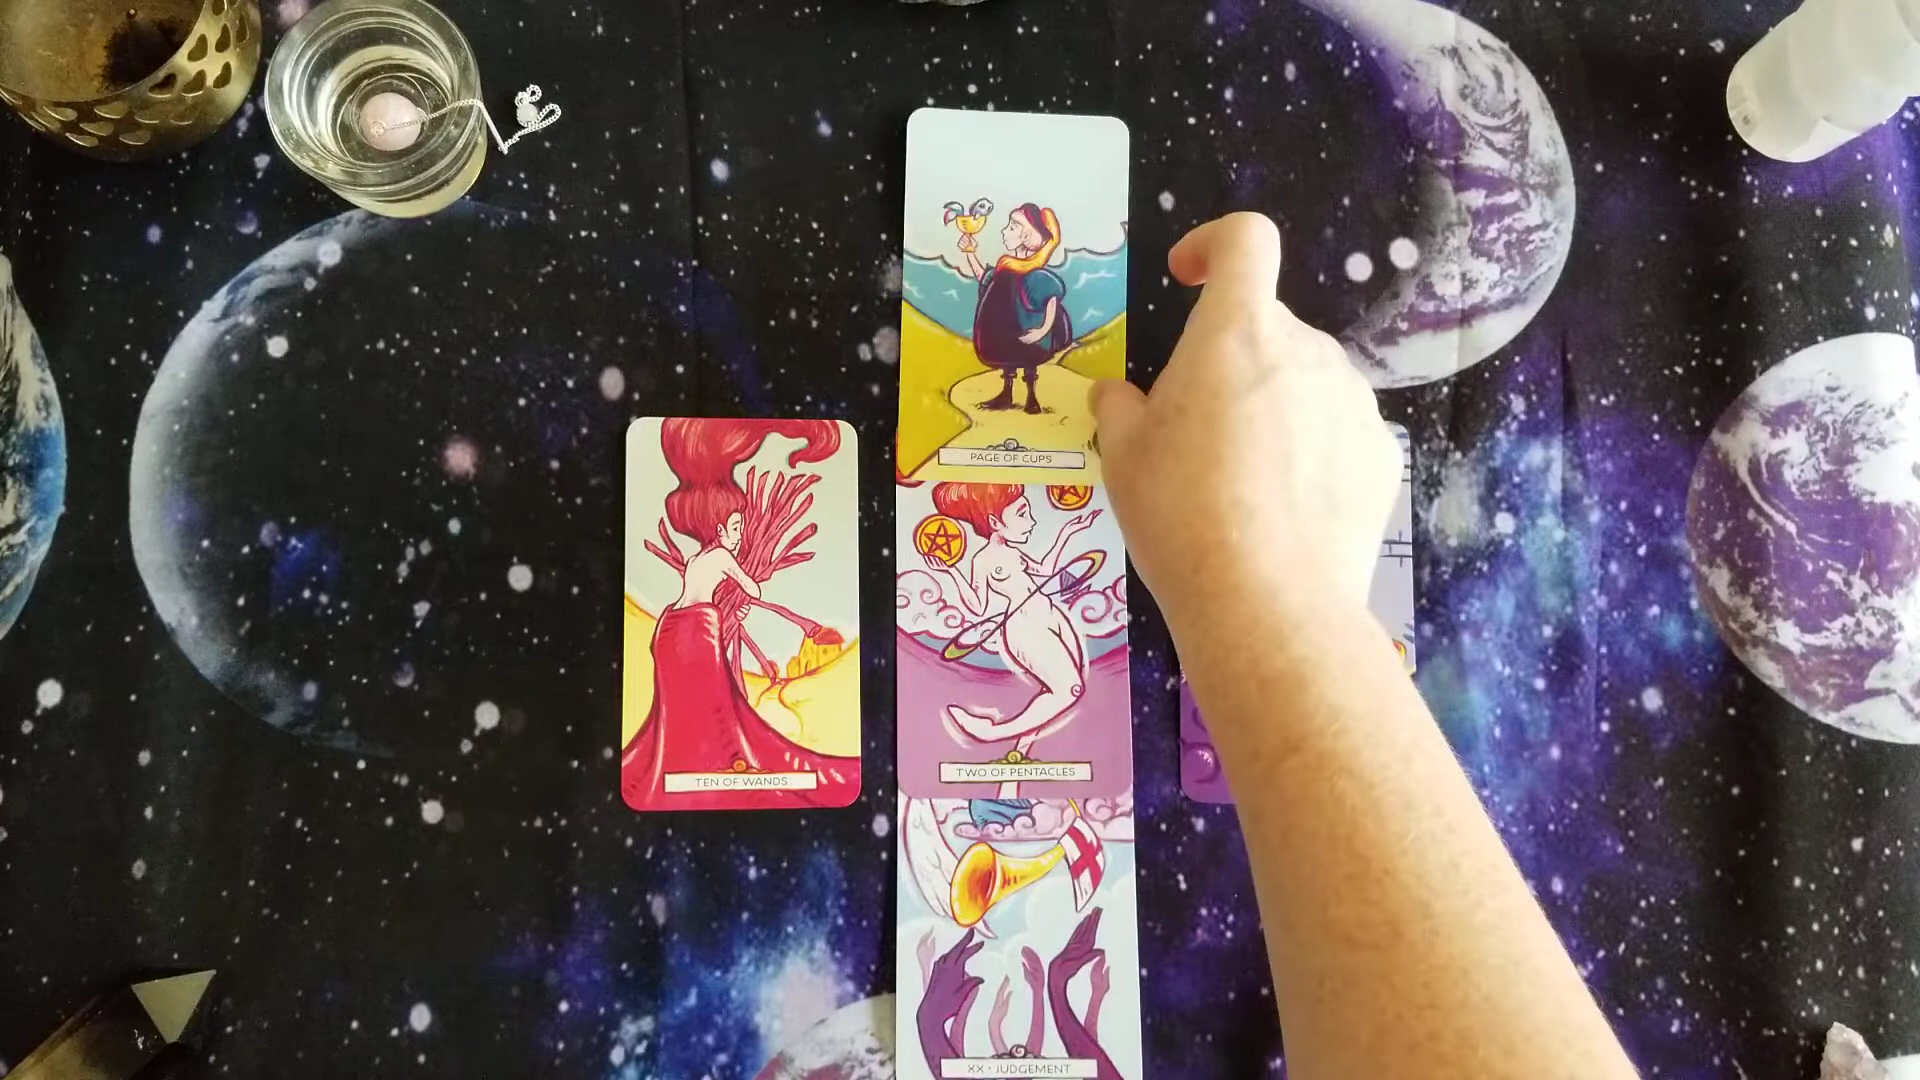 PAGE OF CUPS
TEN OF WANDS
TWO OF PENTACLES
XX • JUDGEMENT